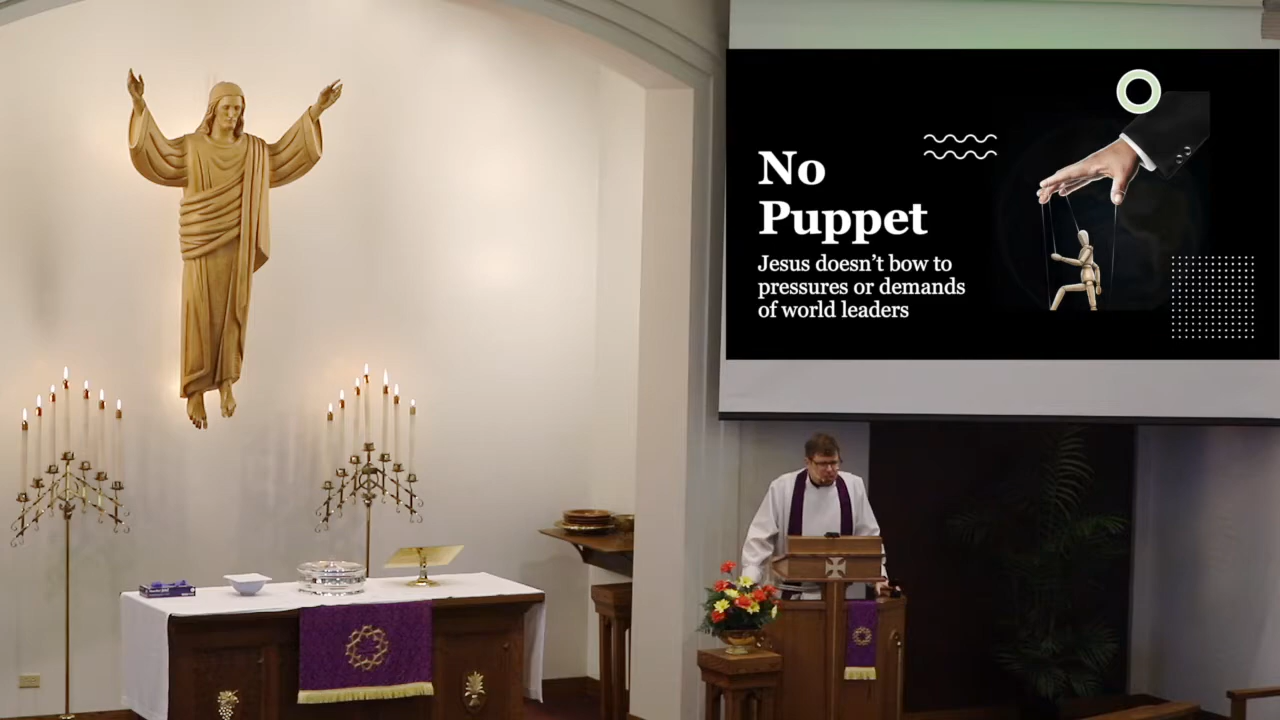 No
Puppet
Jesus doesn't bow to
pressures or demands
of world leaders